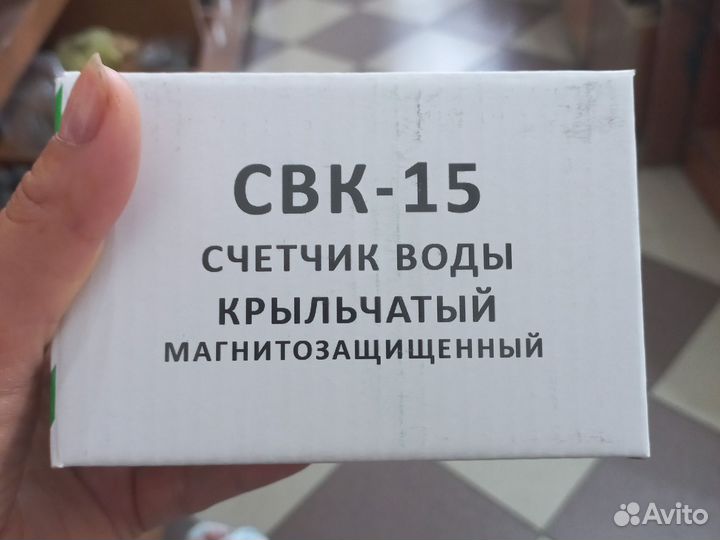 СВК-15
СЧЕТЧИК ВОДЫ
КРЫЛЬЧАТЫЙ
МАГНИТОЗАЩИЩЕННЫЙ
Avito